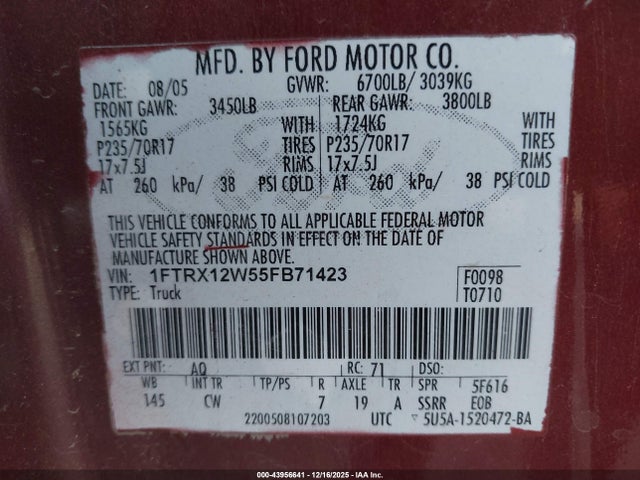 MFD. BY FORD MOTOR CO.
DATE: 08/05 GVWR: 6700LB/ 3039KG
FRONT GAWR: 3450LB REAR GAWR: 3800LB
1565KG WITH 1724KG WITH
P235/70R17 TIRES P235/70R17 TIRES
17x7.5J RIMS 17x7.5J RIMS
AT 260 kPa/ 38 PSI COLD AT 260 kPa/ 38 PSI COLD
THIS VEHICLE CONFORMS TO ALL APPLICABLE FEDERAL MOTOR
VEHICLE SAFETY STANDARDS IN EFFECT ON THE DATE OF
MANUFACTURE SHOWN ABOVE.
VIN: 1FTRX12W55FB71423 F0098
TYPE: Truck T0710
EXT PNT: AQ RC: 71 DSO:
WB INT TR TP/PS R AXLE TR SPR 5F616
145 CW 7 19 A SSRR EOB
2200508107203 UTC 5U5A-1520472-BA
000-43956641 - 12/16/2025 - IAAI.com